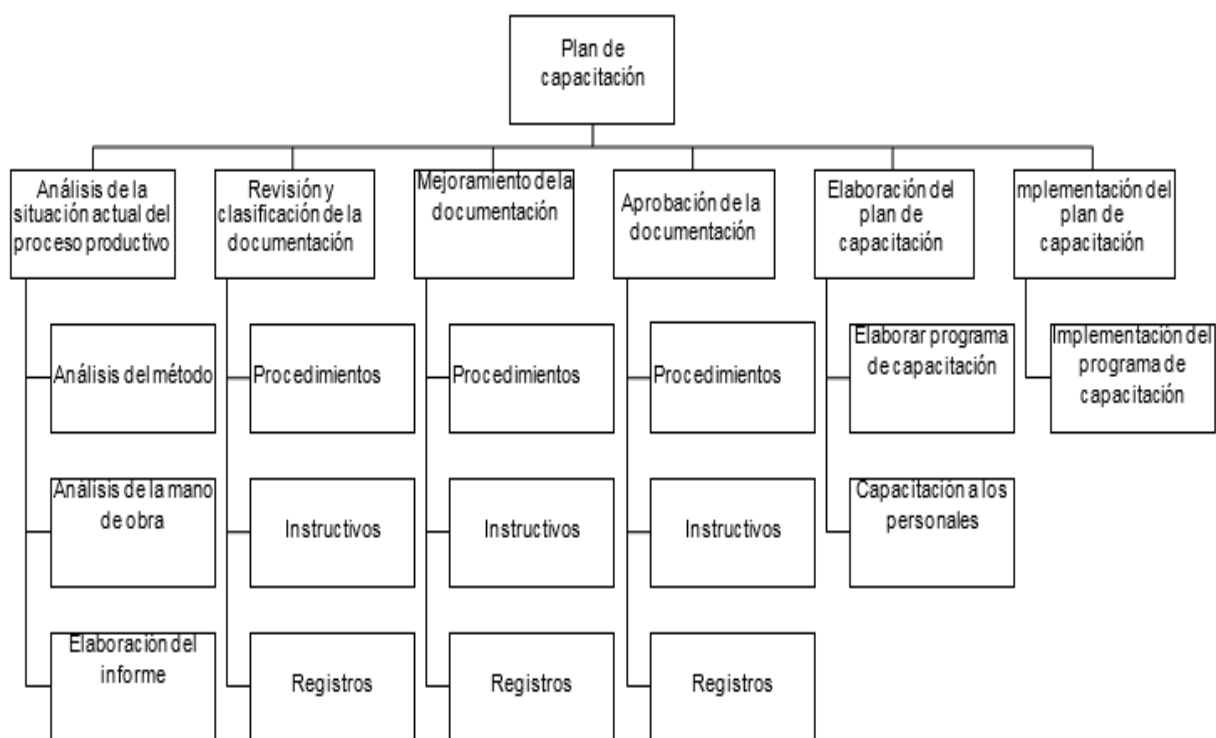 Plan de
capacitación
Análisis de la
situación actual del
proceso productivo
Revisión y
clasificación de la
documentación
Mejoramiento de la
documentación
Aprobación de la
documentación
Elaboración del
plan de
capacitación
mplementación del
plan de
capacitación
Análisis del método
Procedimientos
Procedimientos
Procedimientos
Elaborar programa
de capacitación
Implementación del
programa de
capacitación
Análisis de la mano
de obra
Instructivos
Instructivos
Instructivos
Capacitación a los
personales
Elaboración del
informe
Registros
Registros
Registros